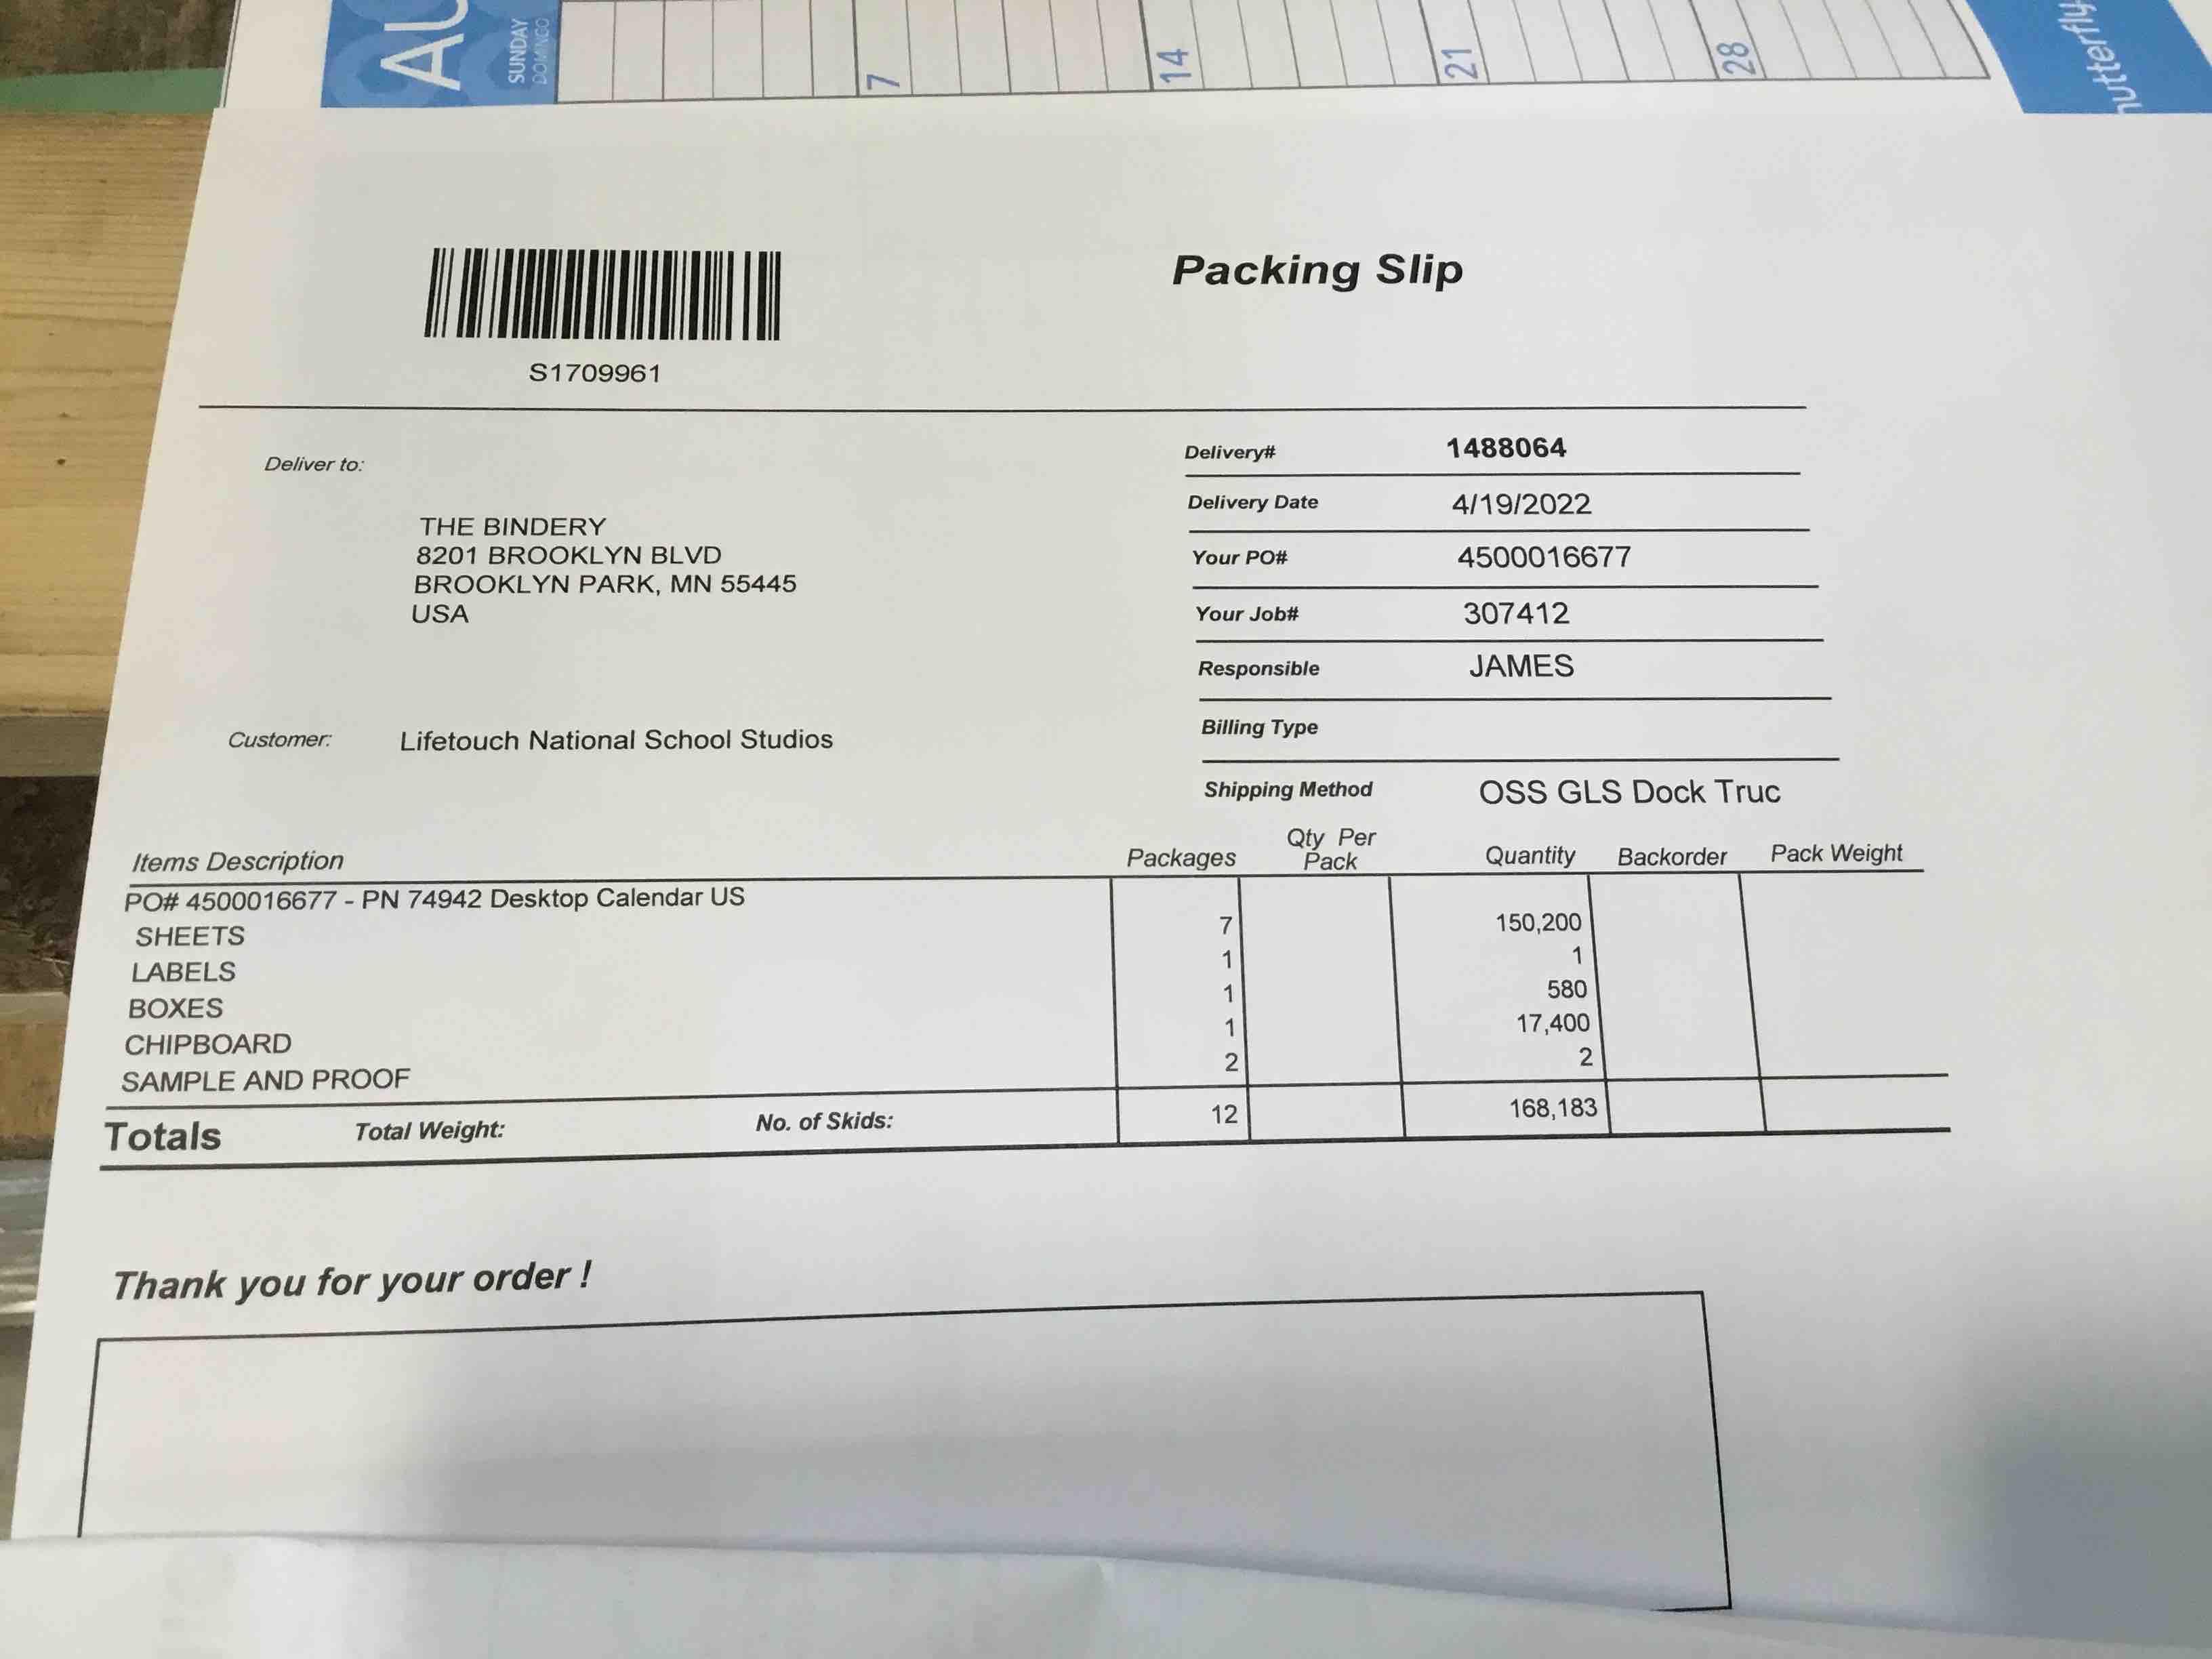 AU
SUNDAY
DOMINGO
7
14
21
28
hutterfly
Packing Slip
S1709961
Deliver to:
THE BINDERY
8201 BROOKLYN BLVD
BROOKLYN PARK, MN 55445
USA
Customer: Lifetouch National School Studios
Delivery# 1488064
Delivery Date 4/19/2022
Your PO# 4500016677
Your Job# 307412
Responsible JAMES
Billing Type
Shipping Method OSS GLS Dock Truc
Items Description Packages Qty Per Pack Quantity Backorder Pack Weight
PO# 4500016677 - PN 74942 Desktop Calendar US
SHEETS 7 150,200
LABELS 1 1
BOXES 1 580
CHIPBOARD 1 17,400
SAMPLE AND PROOF 2 2
Totals Total Weight: No. of Skids: 12 168,183
Thank you for your order !